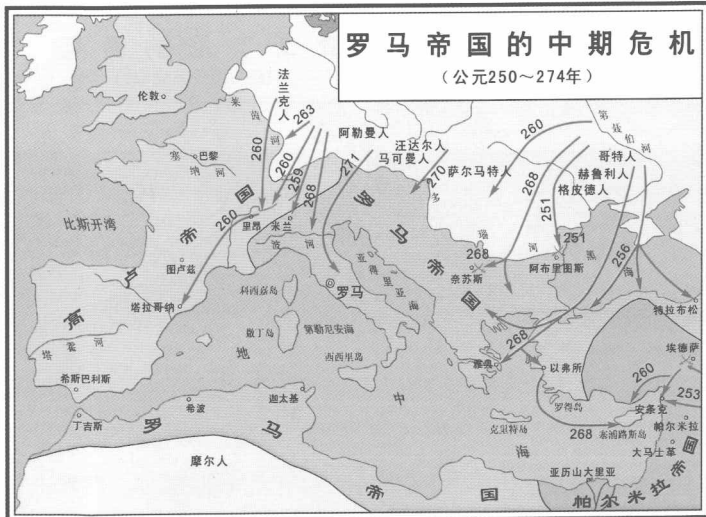 罗马帝国的中期危机
（公元250～274年）
伦敦
莱茵河
法兰克人
263
260
260
259
268
271
阿勒曼人
汪达尔人
马可曼人
270
萨尔马特人
260
第聂伯河
哥特人
赫鲁利人
格皮德人
268
251
251
256
巴黎
塞纳河
高卢帝国
比斯开湾
260
里昂
米兰
波河
罗马帝国
多瑙河
黑海
图卢兹
塔拉哥纳
科西嘉岛
罗马
亚得里亚海
268
奈苏斯
阿布里图斯
特拉布松
塔霍河
撒丁岛
第勒尼安海
地中海
268
雅典
以弗所
埃德萨
260
253
希斯巴利斯
西西里岛
罗得岛
安条克
丁吉斯
希波
迦太基
克里特岛
268
塞浦路斯岛
帕尔米拉
大马士革
罗马帝国
摩尔人
亚历山大里亚
帕尔米拉帝国